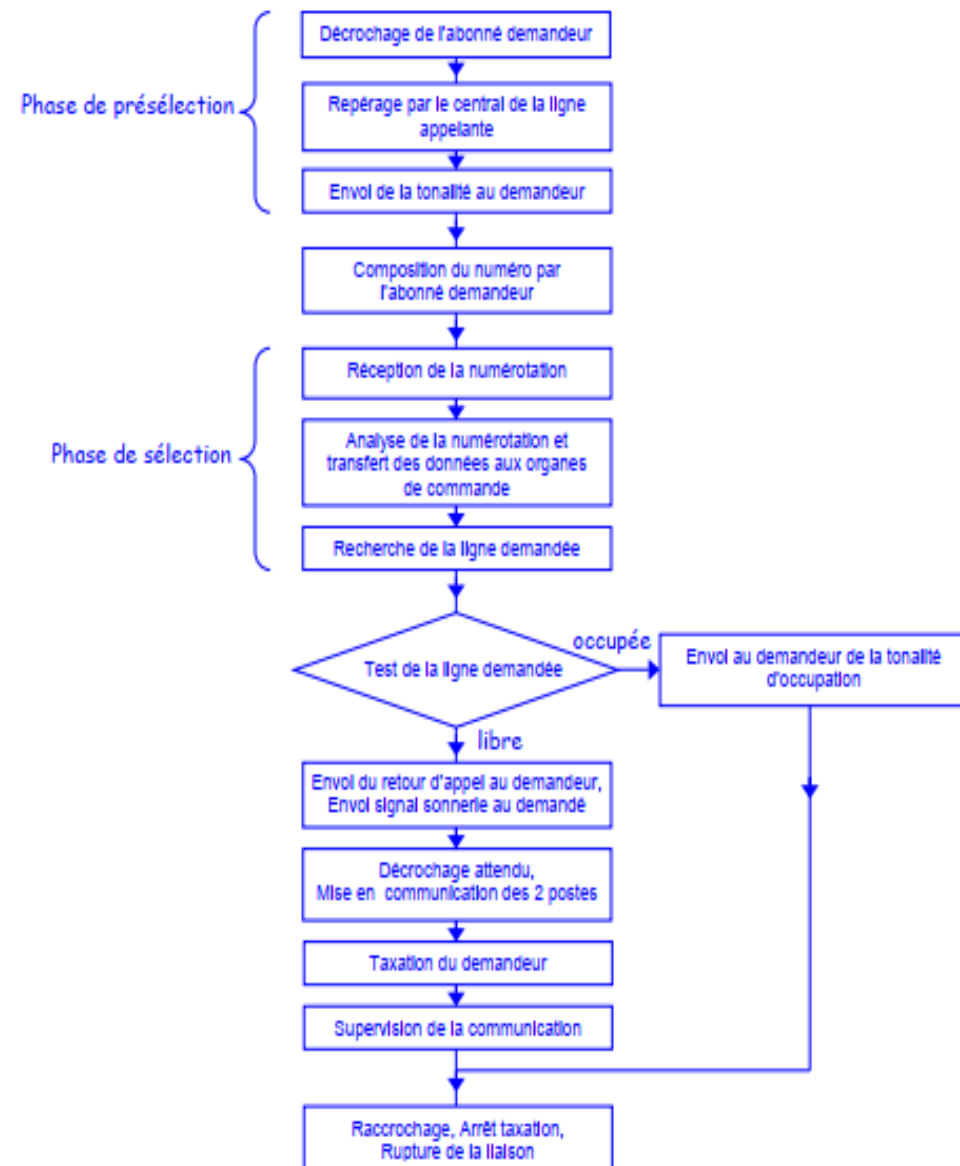 Décrochage de l'abonné demandeur
Phase de présélection
Repérage par le central de la ligne
appelante
Envoi de la tonalité au demandeur
Composition du numéro par
l'abonné demandeur
Réception de la numérotation
Phase de sélection
Analyse de la numérotation et
transfert des données aux organes
de commande
Recherche de la ligne demandée
Test de la ligne demandée
occupée
Envoi au demandeur de la tonalité
d'occupation
libre
Envoi du retour d'appel au demandeur,
Envoi signal sonnerie au demandé
Décrochage attendu,
Mise en communication des 2 postes
Taxation du demandeur
Supervision de la communication
Raccrochage, Arrêt taxation,
Rupture de la liaison